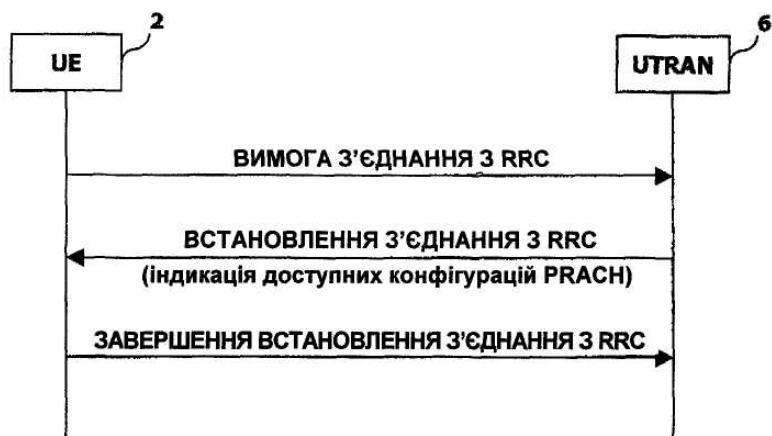 2
6
UE
UTRAN
ВИМОГА З’ЄДНАННЯ З RRC
ВСТАНОВЛЕННЯ З’ЄДНАННЯ З RRC
(індикація доступних конфігурацій PRACH)
ЗАВЕРШЕННЯ ВСТАНОВЛЕННЯ З’ЄДНАННЯ З RRC